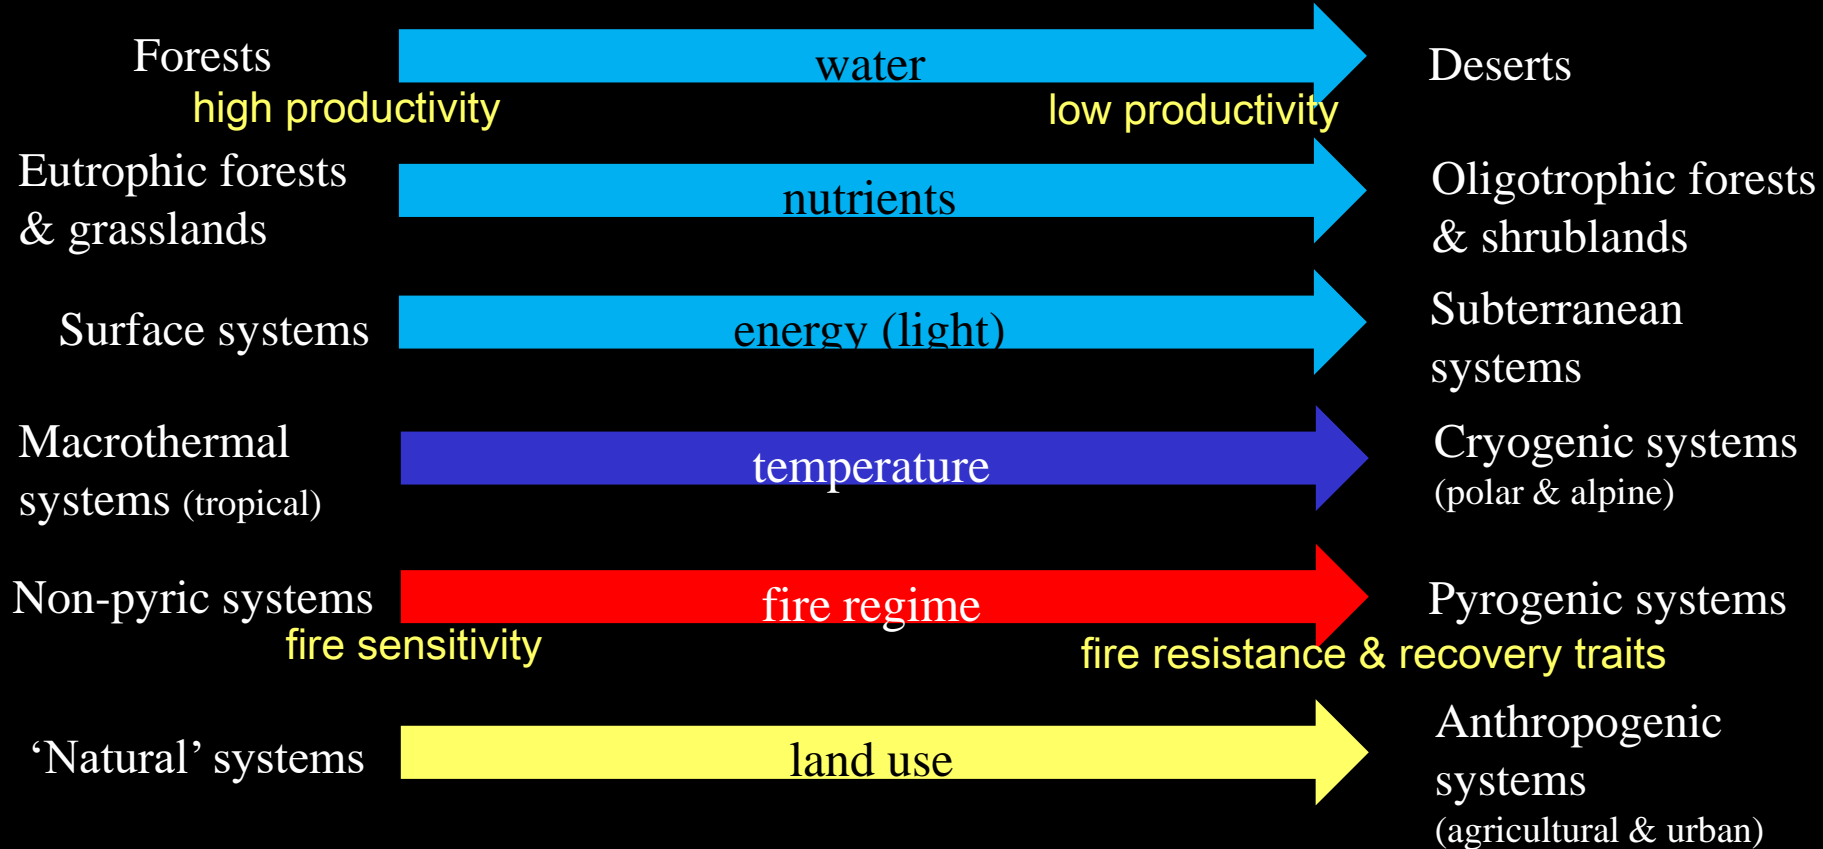 Forests
water
Deserts
high productivity
low productivity
Eutrophic forests
& grasslands
nutrients
Oligotrophic forests
& shrublands
Surface systems
energy (light)
Subterranean
systems
Macrothermal
systems (tropical)
temperature
Cryogenic systems
(polar & alpine)
Non-pyric systems
fire regime
Pyrogenic systems
fire sensitivity
fire resistance & recovery traits
‘Natural’ systems
land use
Anthropogenic
systems
(agricultural & urban)